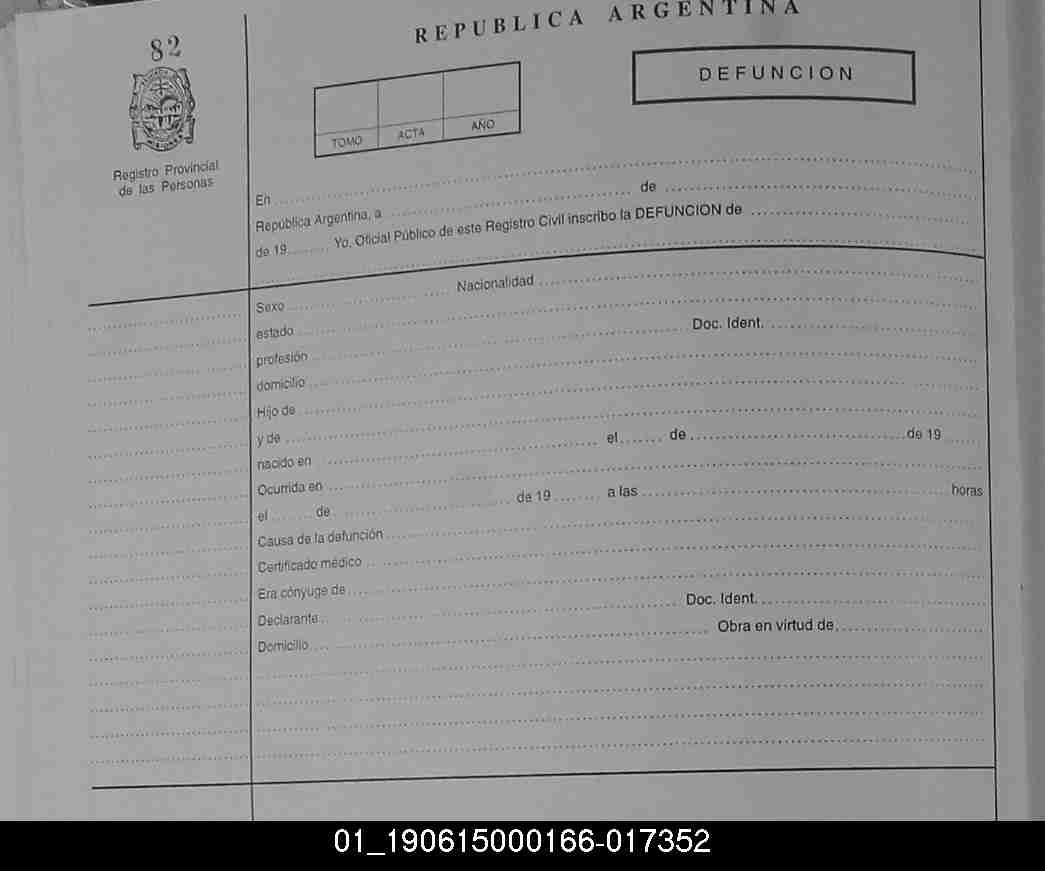 REPUBLICA ARGENTINA
82
DEFUNCION
TOMO ACTA AÑO
MISIONES
Registro Provincial
de las Personas
En
República Argentina, a de
de 19 Yo, Oficial Público de este Registro Civil inscribo la DEFUNCION de
Sexo Nacionalidad
estado
profesión Doc. Ident.
domicilio
Hijo de
y de
nacido en el de de 19
Ocurrida en
el de de 19 a las horas
Causa de la defunción
Certificado médico
Era cónyuge de
Declarante Doc. Ident.
Domicilio Obra en virtud de
01_190615000166-017352